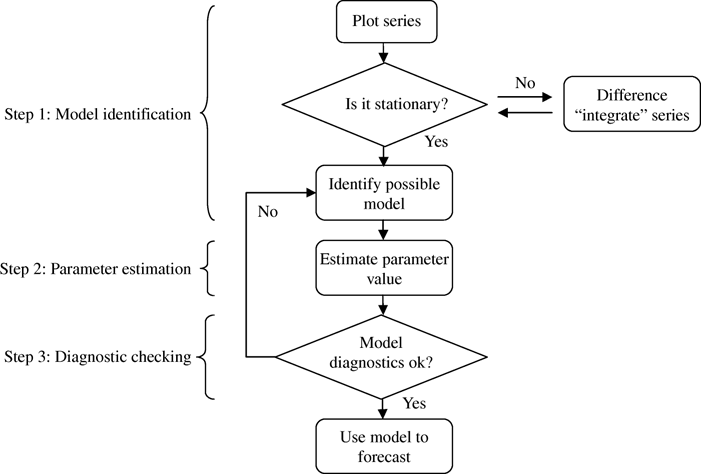 Plot series
Step 1: Model identification
Is it stationary?
No
Difference
“integrate” series
Yes
Identify possible
model
No
Step 2: Parameter estimation
Estimate parameter
value
Step 3: Diagnostic checking
Model
diagnostics ok?
Yes
Use model to
forecast